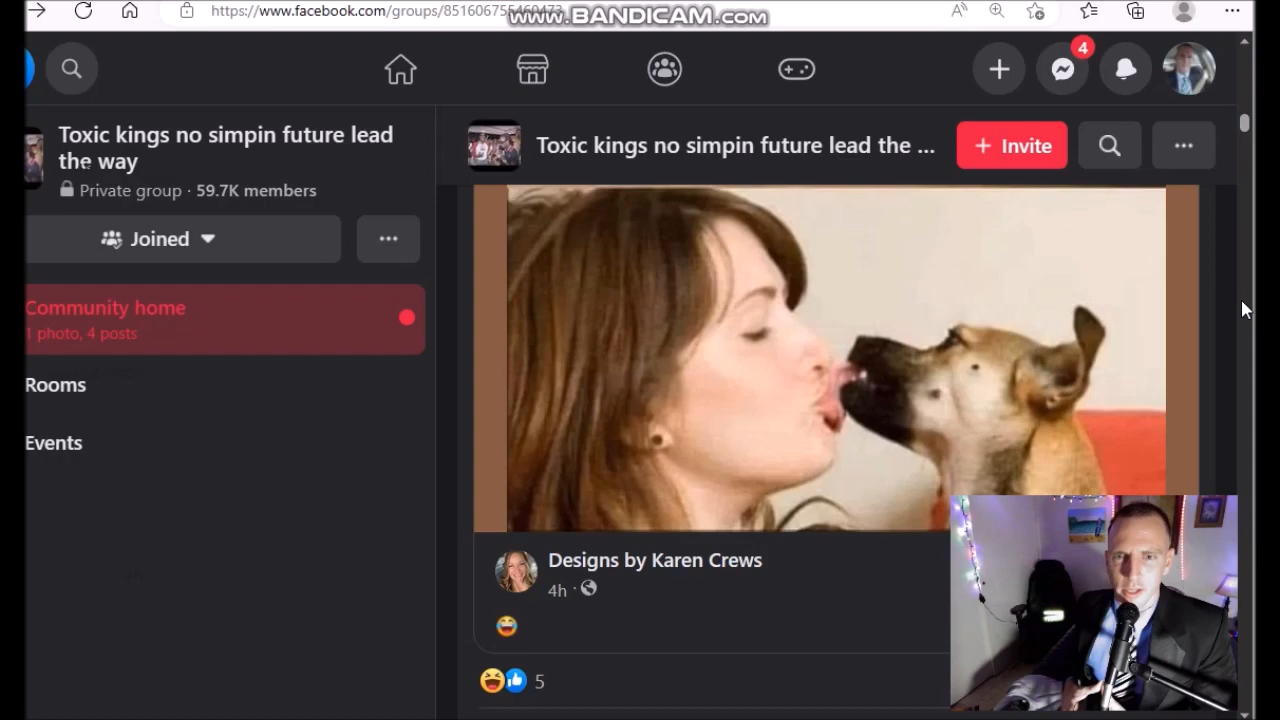 https://www.facebook.com/groups/851606755460473
www.BANDICAM.com
4
Toxic kings no simpin future lead
the way
Private group · 59.7K members
Joined
Toxic kings no simpin future lead the ...
+ Invite
Community home
1 photo, 4 posts
Rooms
Events
Designs by Karen Crews
4h ·
5